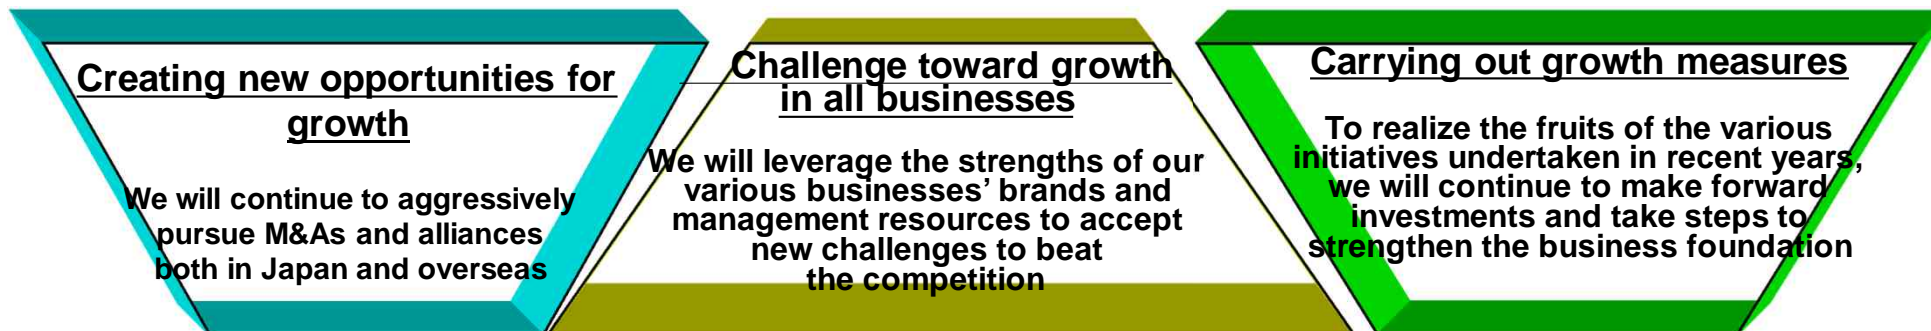 Creating new opportunities for
growth
We will continue to aggressively
pursue M&As and alliances
both in Japan and overseas
Challenge toward growth
in all businesses
We will leverage the strengths of our
various businesses’ brands and
management resources to accept
new challenges to beat
the competition
Carrying out growth measures
To realize the fruits of the various
initiatives undertaken in recent years,
we will continue to make forward
investments and take steps to
strengthen the business foundation